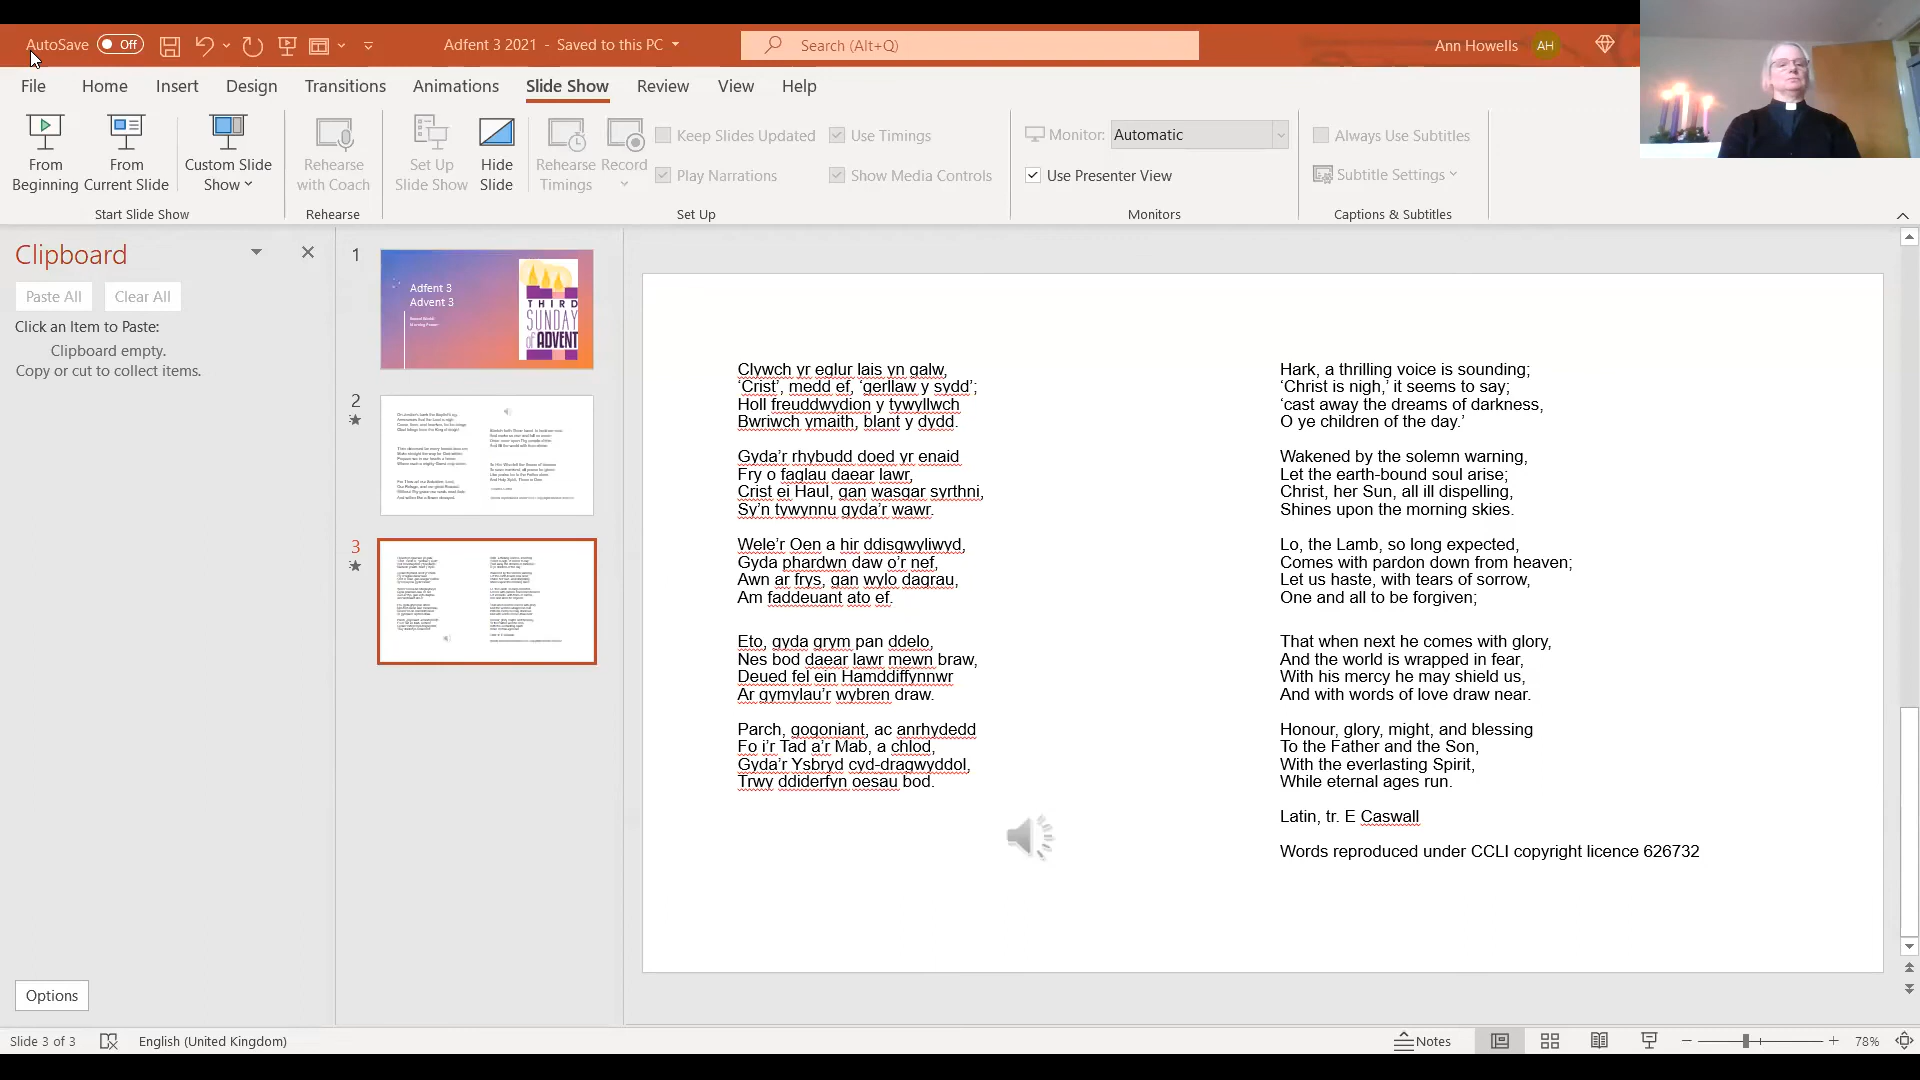 AutoSave Off
Adfent 3 2021 - Saved to this PC
Search (Alt+Q)
Ann Howells AH
File Home Insert Design Transitions Animations Slide Show Review View Help
From Beginning
From Current Slide
Custom Slide Show
Start Slide Show
Rehearse with Coach
Rehearse
Set Up Slide Show
Hide Slide
Rehearse Timings
Record
Keep Slides Updated
Use Timings
Play Narrations
Show Media Controls
Set Up
Monitor: Automatic
Use Presenter View
Monitors
Always Use Subtitles
Subtitle Settings
Captions & Subtitles
Clipboard
Paste All Clear All
Click an Item to Paste:
Clipboard empty.
Copy or cut to collect items.
Options
1
Adfent 3
Advent 3
THIRD
SUNDAY
of ADVENT
2
3
Clywch yr eglur lais yn galw,
‘Crist’, medd ef, ‘gerllaw y sydd’;
Holl freuddwydion y tywyllwch
Bwriwch ymaith, blant y dydd.
Gyda’r rhybudd doed yr enaid
Fry o faglau daear lawr,
Crist ei Haul, gan wasgar syrthni,
Sy’n tywynnu gyda’r wawr.
Wele’r Oen a hir ddisgwyliwyd,
Gyda phardwn daw o’r nef,
Awn ar frys, gan wylo dagrau,
Am faddeuant ato ef.
Eto, gyda grym pan ddelo,
Nes bod daear lawr mewn braw,
Deued fel ein Hamddiffynnwr
Ar gymylau’r wybren draw.
Parch, gogoniant, ac anrhydedd
Fo i’r Tad a’r Mab, a chlod,
Gyda’r Ysbryd cyd-dragwyddol,
Trwy ddiderfyn oesau bod.
Hark, a thrilling voice is sounding;
‘Christ is nigh,’ it seems to say;
‘cast away the dreams of darkness,
O ye children of the day.’
Wakened by the solemn warning,
Let the earth-bound soul arise;
Christ, her Sun, all ill dispelling,
Shines upon the morning skies.
Lo, the Lamb, so long expected,
Comes with pardon down from heaven;
Let us haste, with tears of sorrow,
One and all to be forgiven;
That when next he comes with glory,
And the world is wrapped in fear,
With his mercy he may shield us,
And with words of love draw near.
Honour, glory, might, and blessing
To the Father and the Son,
With the everlasting Spirit,
While eternal ages run.
Latin, tr. E Caswall
Words reproduced under CCLI copyright licence 626732
Slide 3 of 3
English (United Kingdom)
Notes
78%